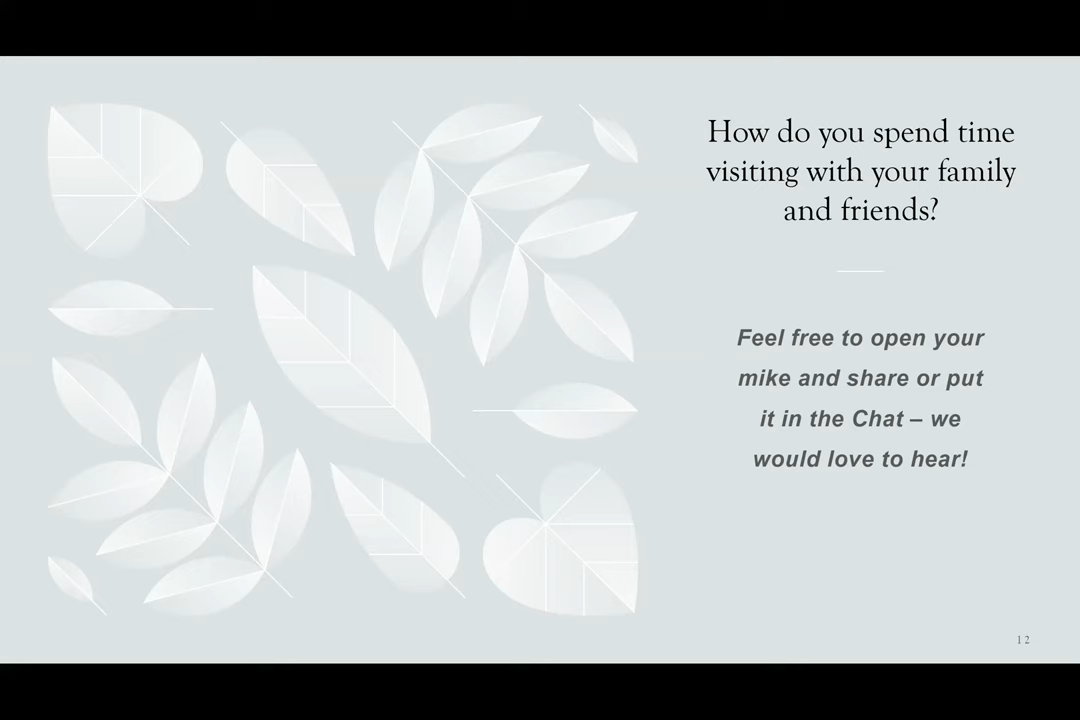 How do you spend time
visiting with your family
and friends?
Feel free to open your
mike and share or put
it in the Chat – we
would love to hear!
12